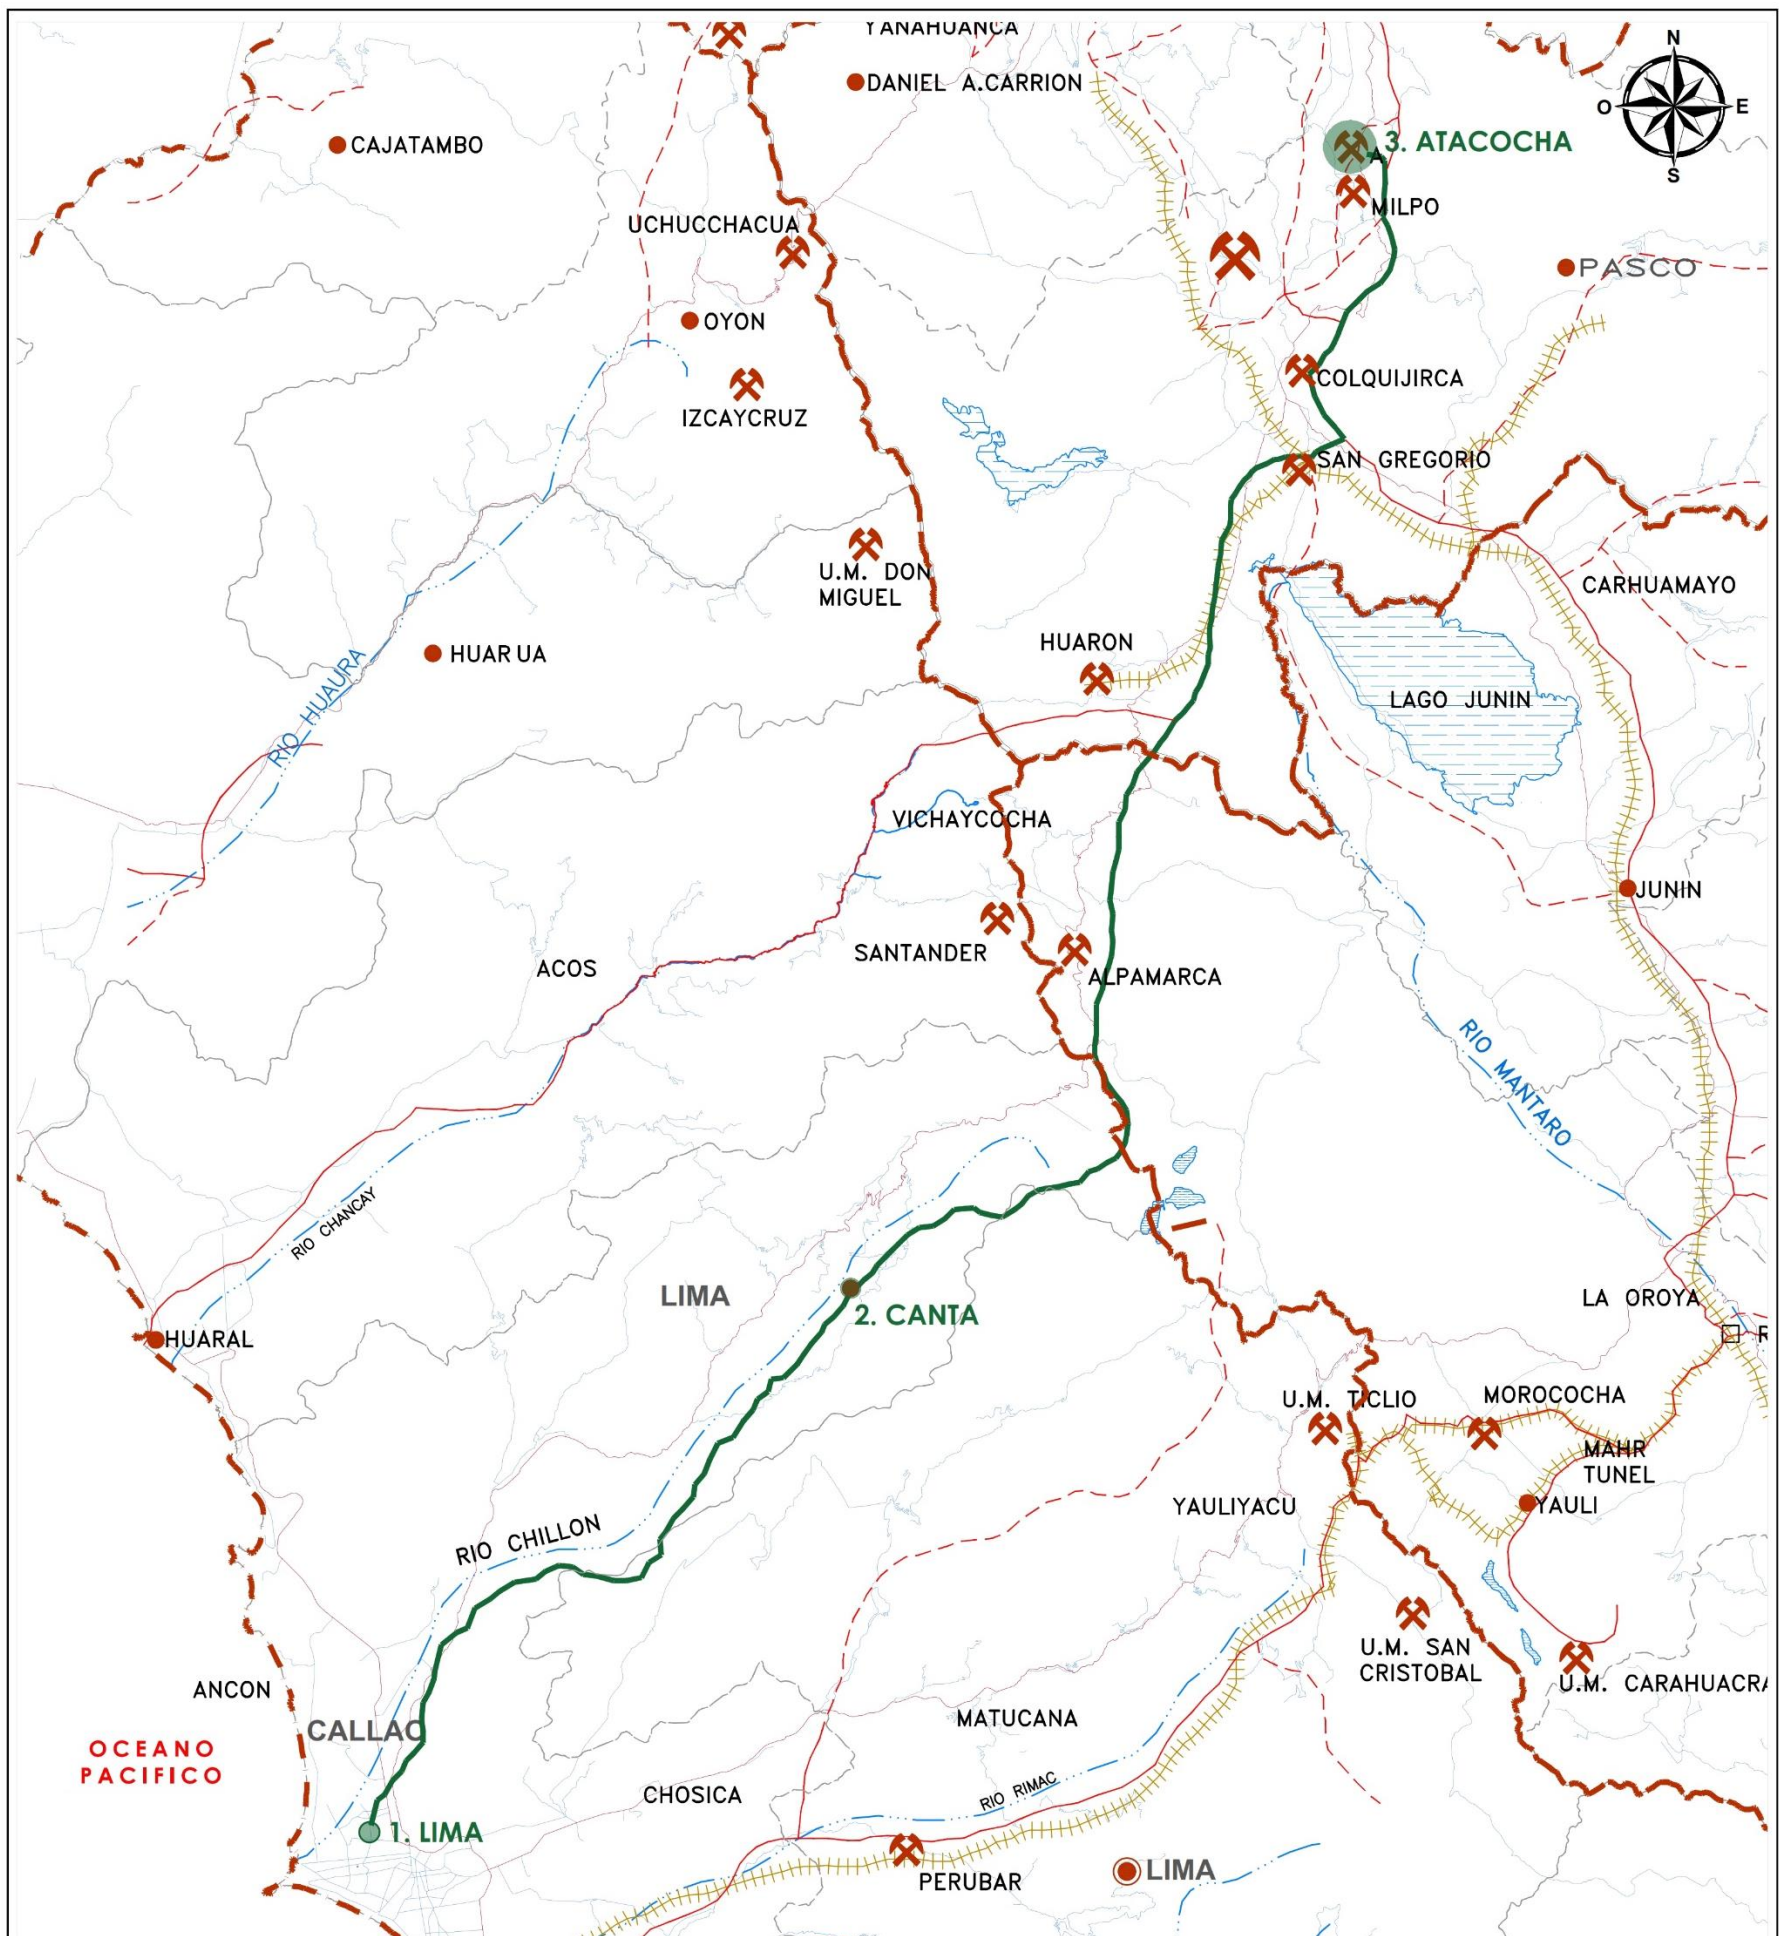 YANAHUANCA
N
DANIEL A.CARRION
O
E
CAJATAMBO
3. ATACOCHA
S
MILPO
UCHUCCHACUA
PASCO
OYON
COLQUIJIRCA
IZCAYCRUZ
SAN GREGORIO
U.M. DON
MIGUEL
CARHUAMAYO
HUARON
HUAR UA
RIO HUAURA
LAGO JUNIN
VICHAYCOCHA
JUNIN
SANTANDER
ACOS
ALPAMARCA
RIO MANTARO
RIO CHANCAY
LIMA
LA OROYA
2. CANTA
HUARAL
R
U.M. TICLIO
MOROCOCHA
MAHR
TUNEL
YAULIYACU
YAULI
RIO CHILLON
U.M. SAN
CRISTOBAL
U.M. CARAHUACRA
ANCON
CALLAO
MATUCANA
OCEANO
PACIFICO
RIO RIMAC
CHOSICA
1. LIMA
LIMA
PERUBAR